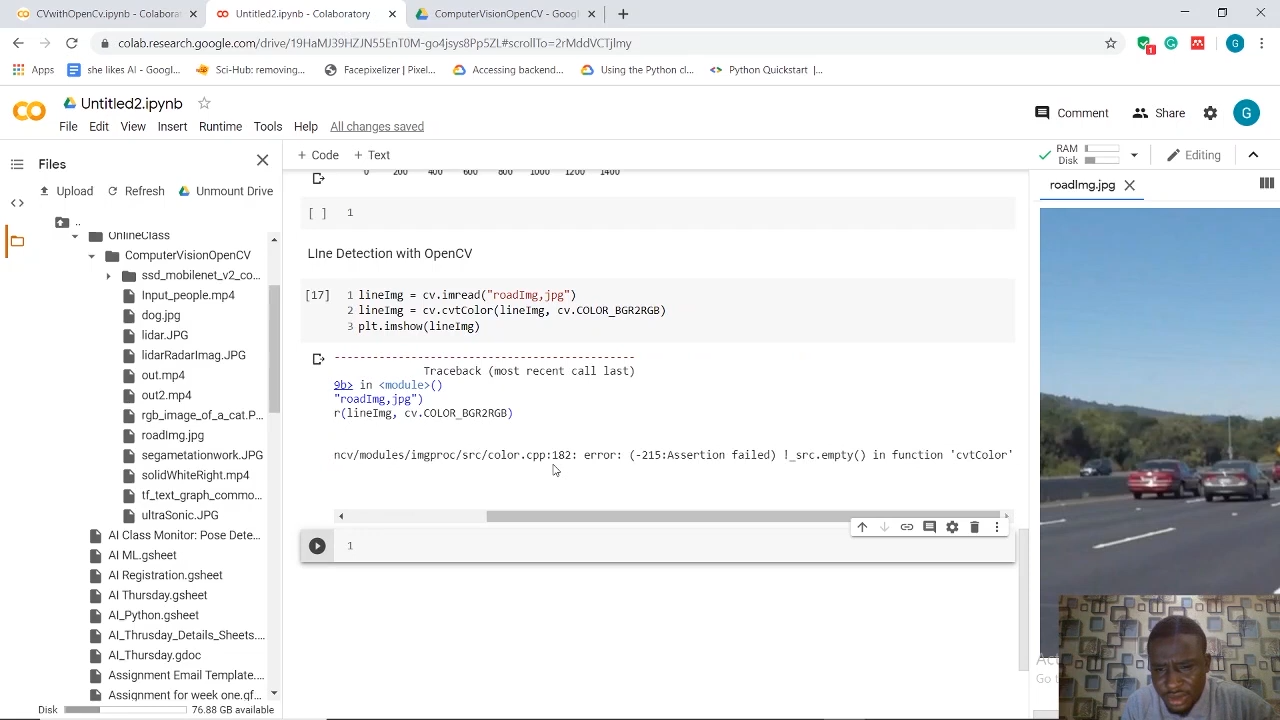 CVwithOpenCv.ipynb - Colaborat
Untitled2.ipynb - Colaboratory
ComputerVisionOpenCV - Goog
colab.research.google.com/drive/19HaMJ39HZJN55EnT0M-go4jsys8Pp5ZL#scrollTo=2rMddVCTjlmy
1
G
Apps
she likes AI - Googl...
Sci-Hub: removing...
Facepixelizer | Pixel...
Accessing backend...
Using the Python cl...
Python Quickstart |...
CO
Untitled2.ipynb
Comment
Share
G
File Edit View Insert Runtime Tools Help All changes saved
Files
+ Code + Text
RAM
Disk
Editing
Upload Refresh Unmount Drive
..
OnlineClass
ComputerVisionOpenCV
ssd_mobilenet_v2_co...
Input_people.mp4
dog.jpg
lidar.JPG
lidarRadarImag.JPG
out.mp4
out2.mp4
rgb_image_of_a_cat.P...
roadImg.jpg
segametationwork.JPG
solidWhiteRight.mp4
tf_text_graph_commo...
ultraSonic.JPG
AI Class Monitor: Pose Dete...
AI ML.gsheet
AI Registration.gsheet
AI Thursday.gsheet
AI_Python.gsheet
AI_Thrusday_Details_Sheets....
AI_Thursday.gdoc
Assignment Email Template....
Assignment for week one.gf...
Disk 76.88 GB available
0 200 400 600 800 1000 1200 1400
[ ] 1
LIne Detection with OpenCV
[17] 1 lineImg = cv.imread("roadImg,jpg")
2 lineImg = cv.cvtColor(lineImg, cv.COLOR_BGR2RGB)
3 plt.imshow(lineImg)
-----------------------------------------------
Traceback (most recent call last)
9b> in <module>()
"roadImg,jpg")
r(lineImg, cv.COLOR_BGR2RGB)
ncv/modules/imgproc/src/color.cpp:182: error: (-215:Assertion failed) !_src.empty() in function 'cvtColor'
1
roadImg.jpg
Go t